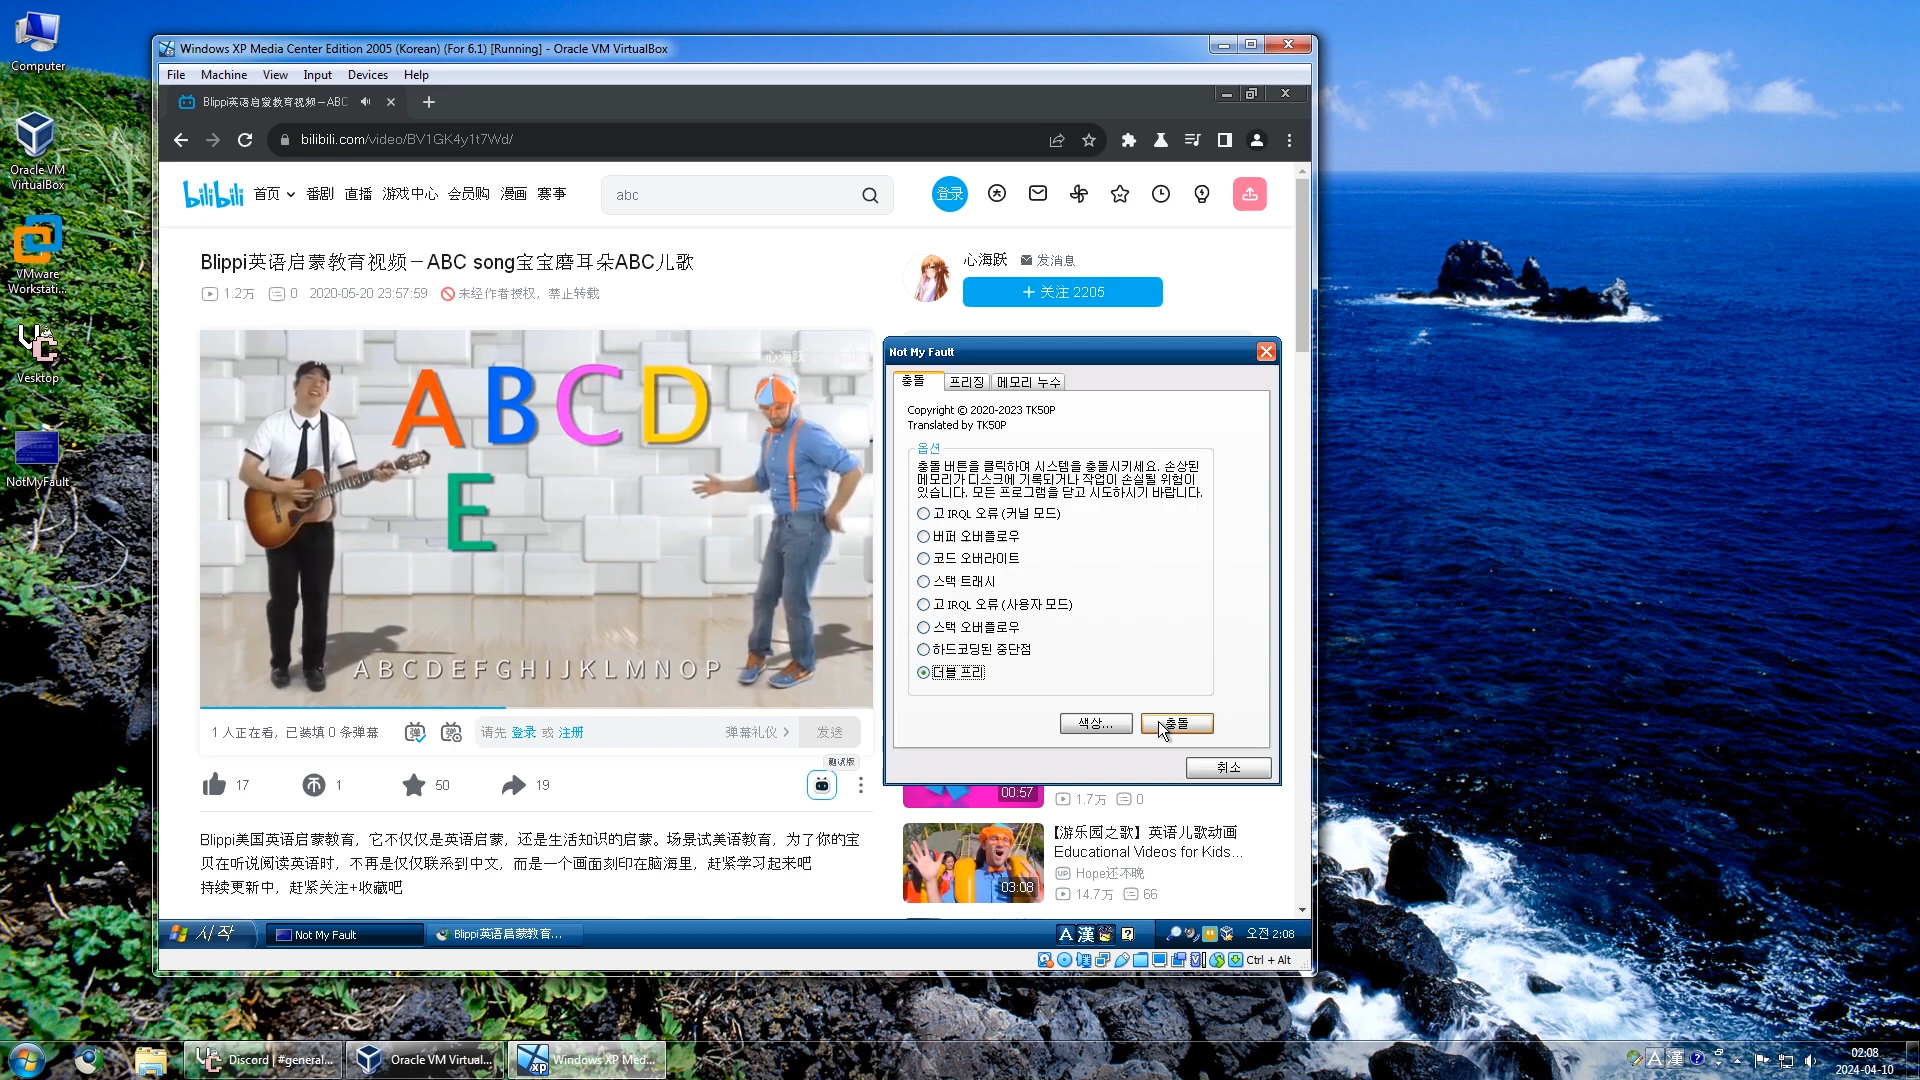 Computer
Oracle VM
VirtualBox
VMware
Workstati...
Vesktop
NotMyFault
Windows XP Media Center Edition 2005 (Korean) (For 6.1) [Running] - Oracle VM VirtualBox
File Machine View Input Devices Help
Blippi英语启蒙教育视频－ABC
bilibili.com/video/BV1GK4y1t7Wd/
bilibili 首页 番剧 直播 游戏中心 会员购 漫画 赛事
abc
登录
Blippi英语启蒙教育视频－ABC song宝宝磨耳朵ABC儿歌
1.2万 0 2020-05-20 23:57:59 未经作者授权，禁止转载
心海跃 发消息
+ 关注 2205
心海跃
A B C D
E
A B C D E F G H I J K L M N O P
1 人正在看，已装填 0 条弹幕
请先 登录 或 注册
弹幕礼仪
发送
测试版
17 1 50 19
Blippi美国英语启蒙教育，它不仅仅是英语启蒙，还是生活知识的启蒙。场景试美语教育，为了你的宝
贝在听说阅读英语时，不再是仅仅联系到中文，而是一个画面刻印在脑海里，赶紧学习起来吧
持续更新中，赶紧关注+收藏吧
Not My Fault
충돌 프리징 메모리 누수
Copyright © 2020-2023 TK50P
Translated by TK50P
옵션
충돌 버튼을 클릭하여 시스템을 충돌시키세요. 손상된
메모리가 디스크에 기록되거나 작업이 손실될 위험이
있습니다. 모든 프로그램을 닫고 시도하시기 바랍니다.
고 IRQL 오류 (커널 모드)
버퍼 오버플로우
코드 오버라이트
스택 트래시
고 IRQL 오류 (사용자 모드)
스택 오버플로우
하드코딩된 중단점
더블 프리
색상... 충돌
취소
00:57
1.7万 0
03:08
【游乐园之歌】英语儿歌动画
Educational Videos for Kids...
UP Hope还不晚
14.7万 66
시작
Not My Fault
Blippi英语启蒙教育...
A 漢
오전 2:08
Ctrl + Alt
Discord | #general...
Oracle VM Virtual...
Windows XP Med...
A 漢
02:08
2024-04-10